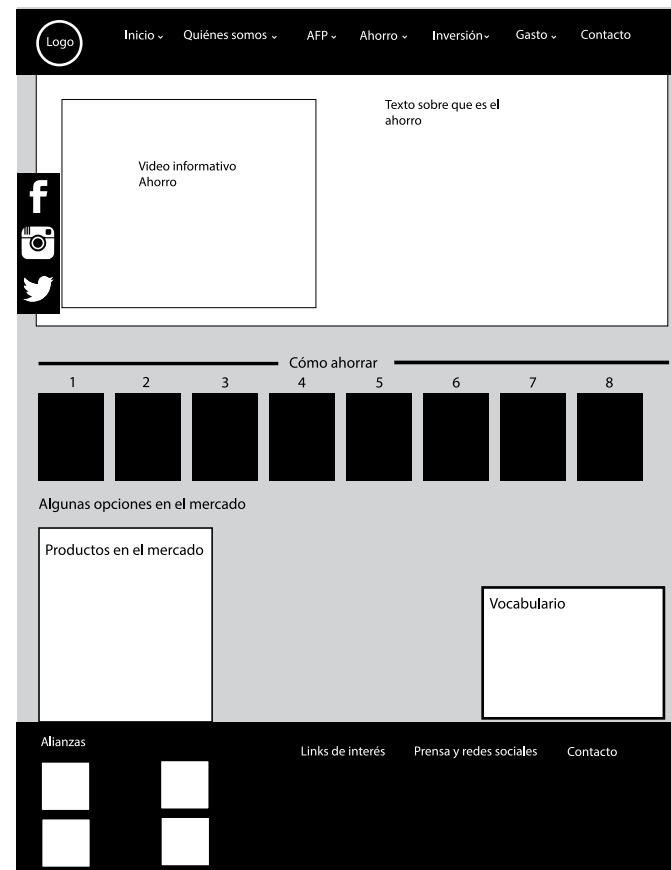 Logo
Inicio Quiénes somos AFP Ahorro Inversión Gasto Contacto
Texto sobre que es el
ahorro
Video informativo
Ahorro
Cómo ahorrar
1 2 3 4 5 6 7 8
Algunas opciones en el mercado
Productos en el mercado
Vocabulario
Alianzas
Links de interés Prensa y redes sociales Contacto